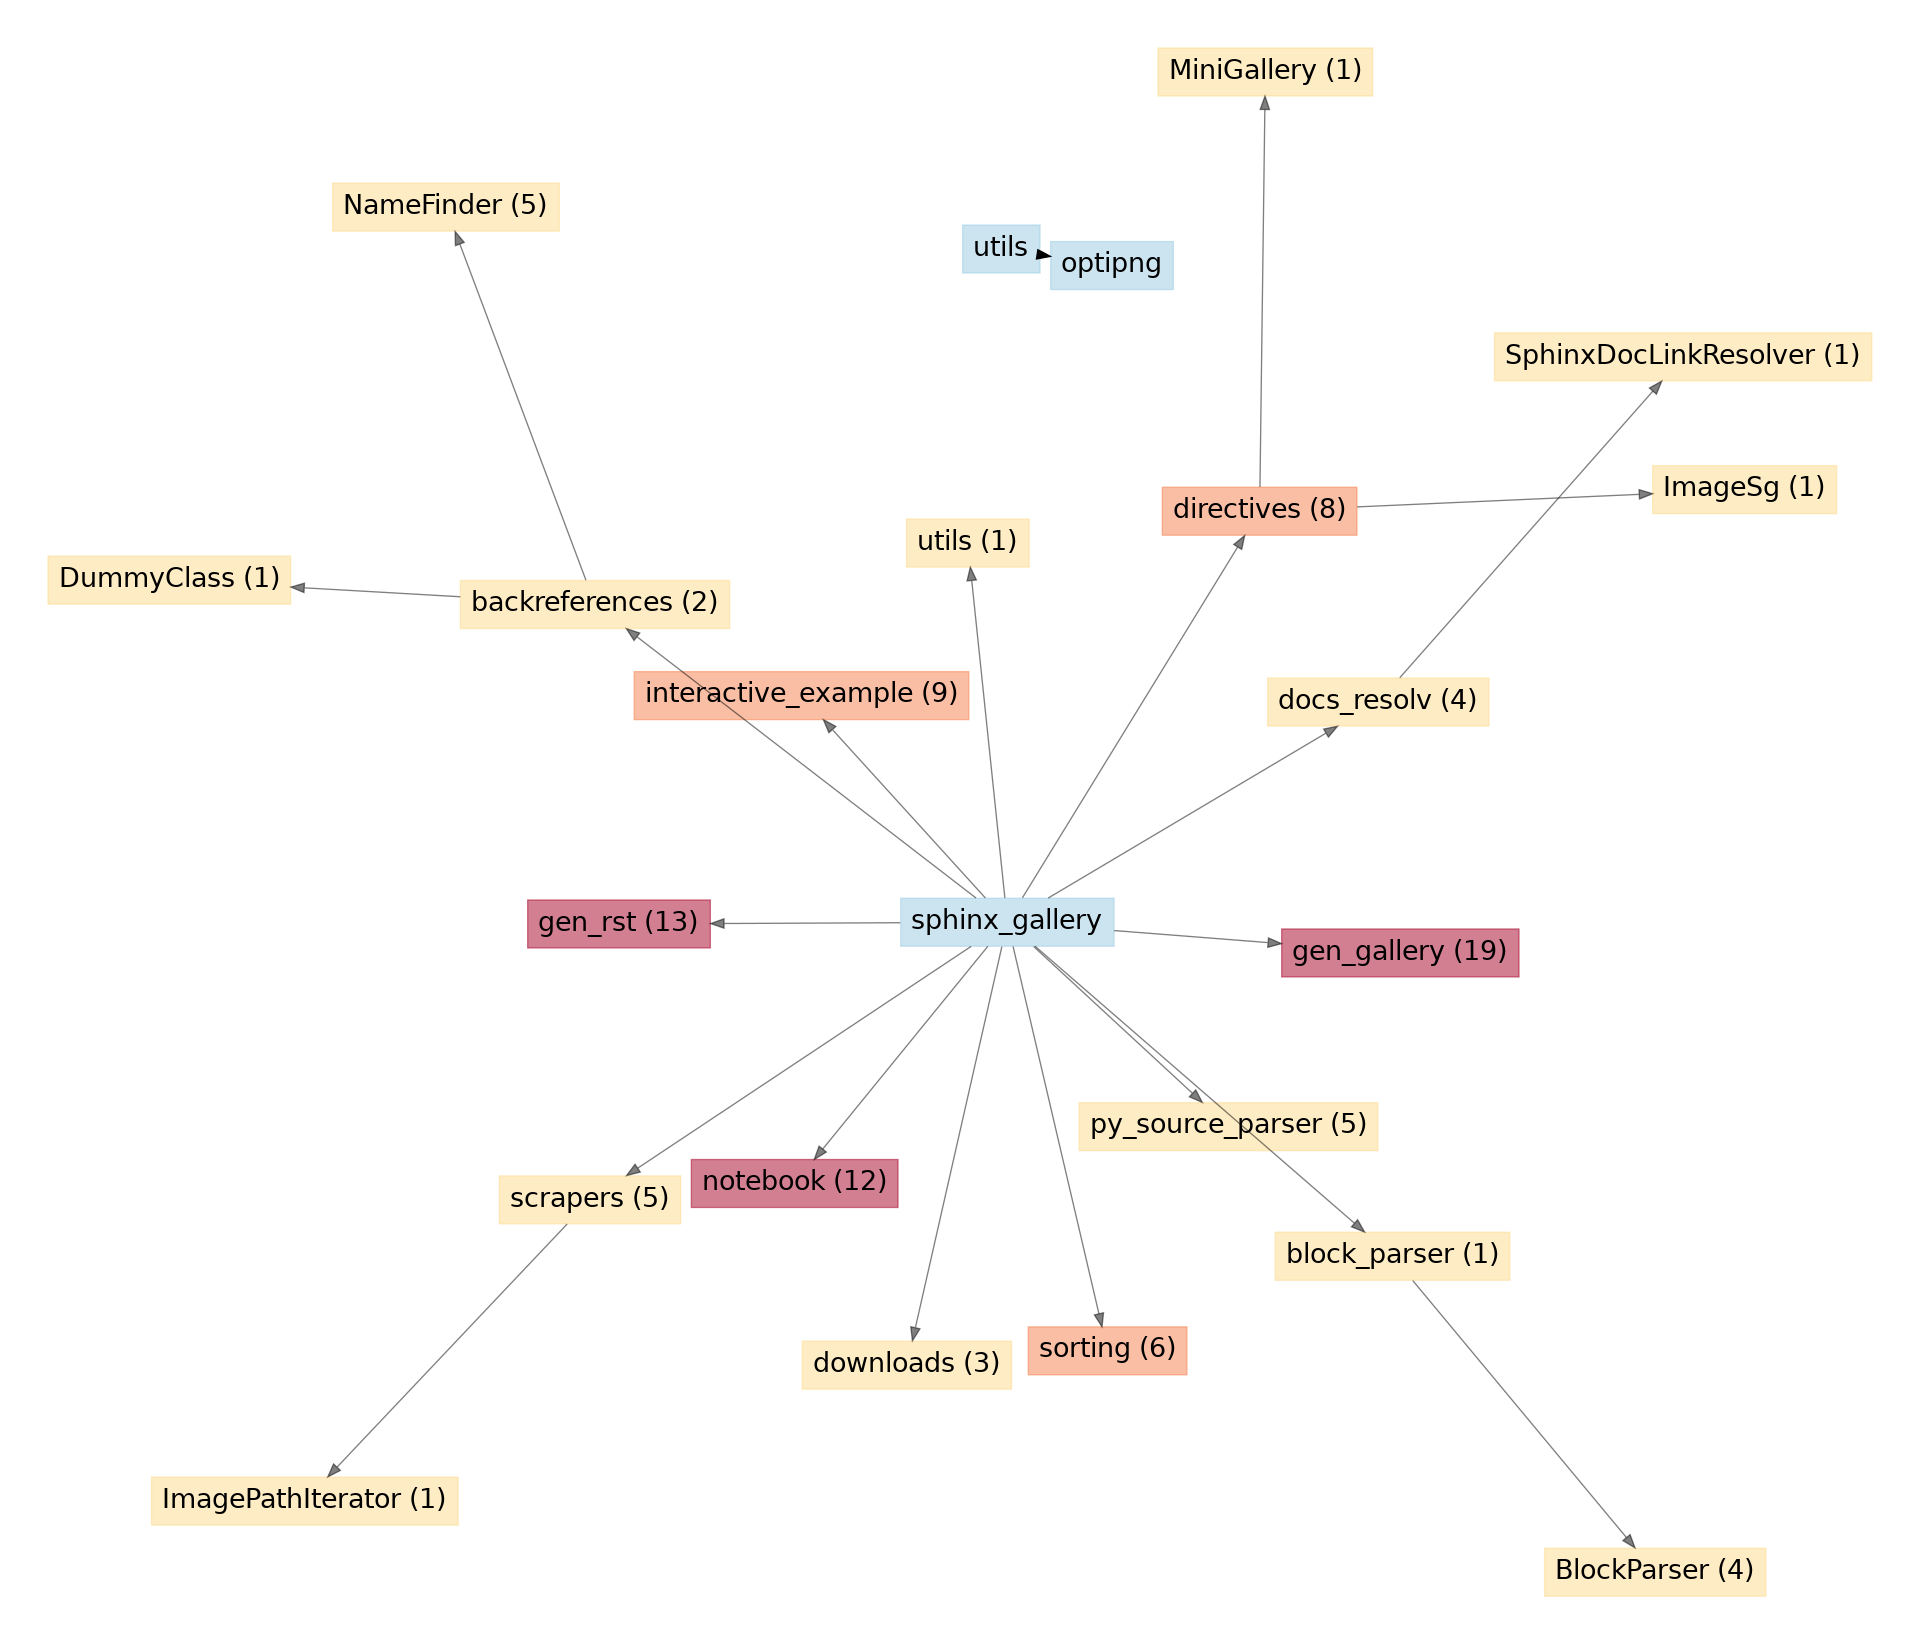 MiniGallery (1)
NameFinder (5)
utils
optipng
SphinxDocLinkResolver (1)
ImageSg (1)
directives (8)
utils (1)
DummyClass (1)
backreferences (2)
interactive_example (9)
docs_resolv (4)
gen_rst (13)
sphinx_gallery
gen_gallery (19)
py_source_parser (5)
scrapers (5)
notebook (12)
block_parser (1)
downloads (3)
sorting (6)
ImagePathIterator (1)
BlockParser (4)